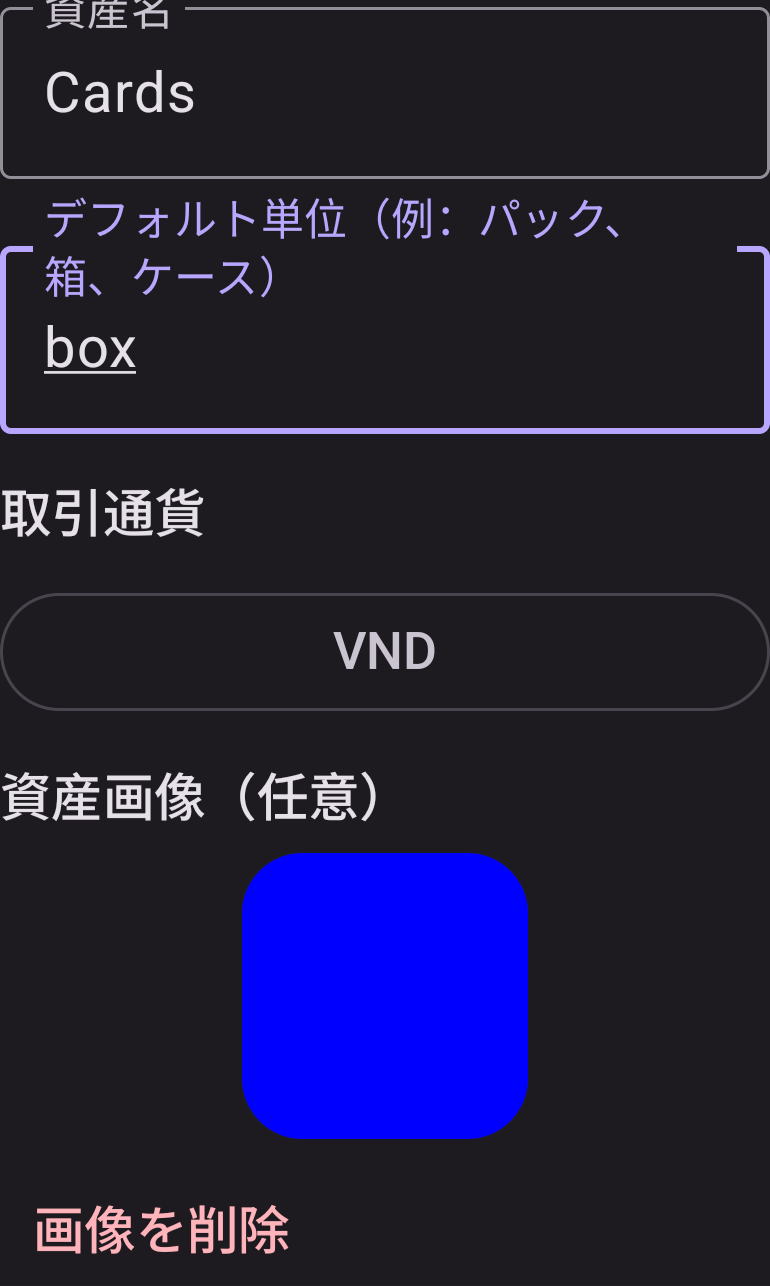 資産名
Cards
デフォルト単位（例：パック、
箱、ケース）
box
取引通貨
VND
資産画像（任意）
画像を削除